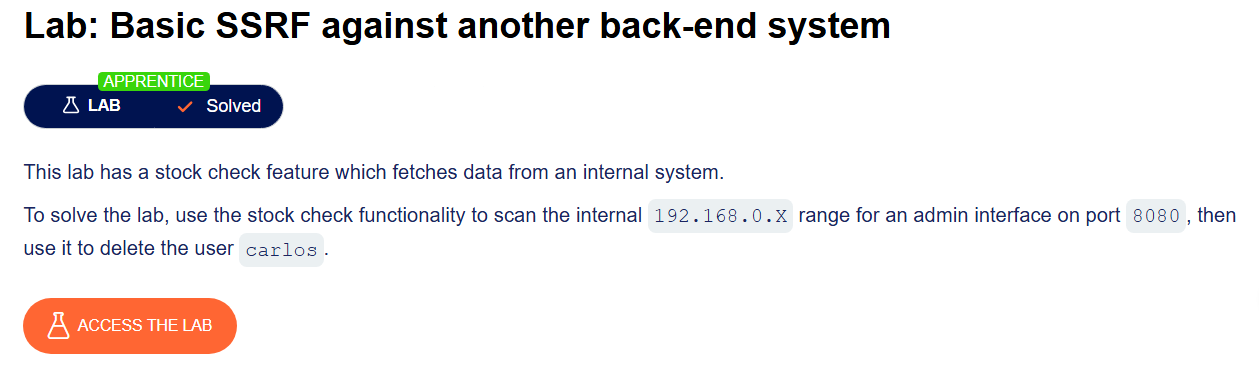 Lab: Basic SSRF against another back-end system
APPRENTICE
LAB Solved
This lab has a stock check feature which fetches data from an internal system.
To solve the lab, use the stock check functionality to scan the internal 192.168.0.X range for an admin interface on port 8080, then
use it to delete the user carlos.
ACCESS THE LAB